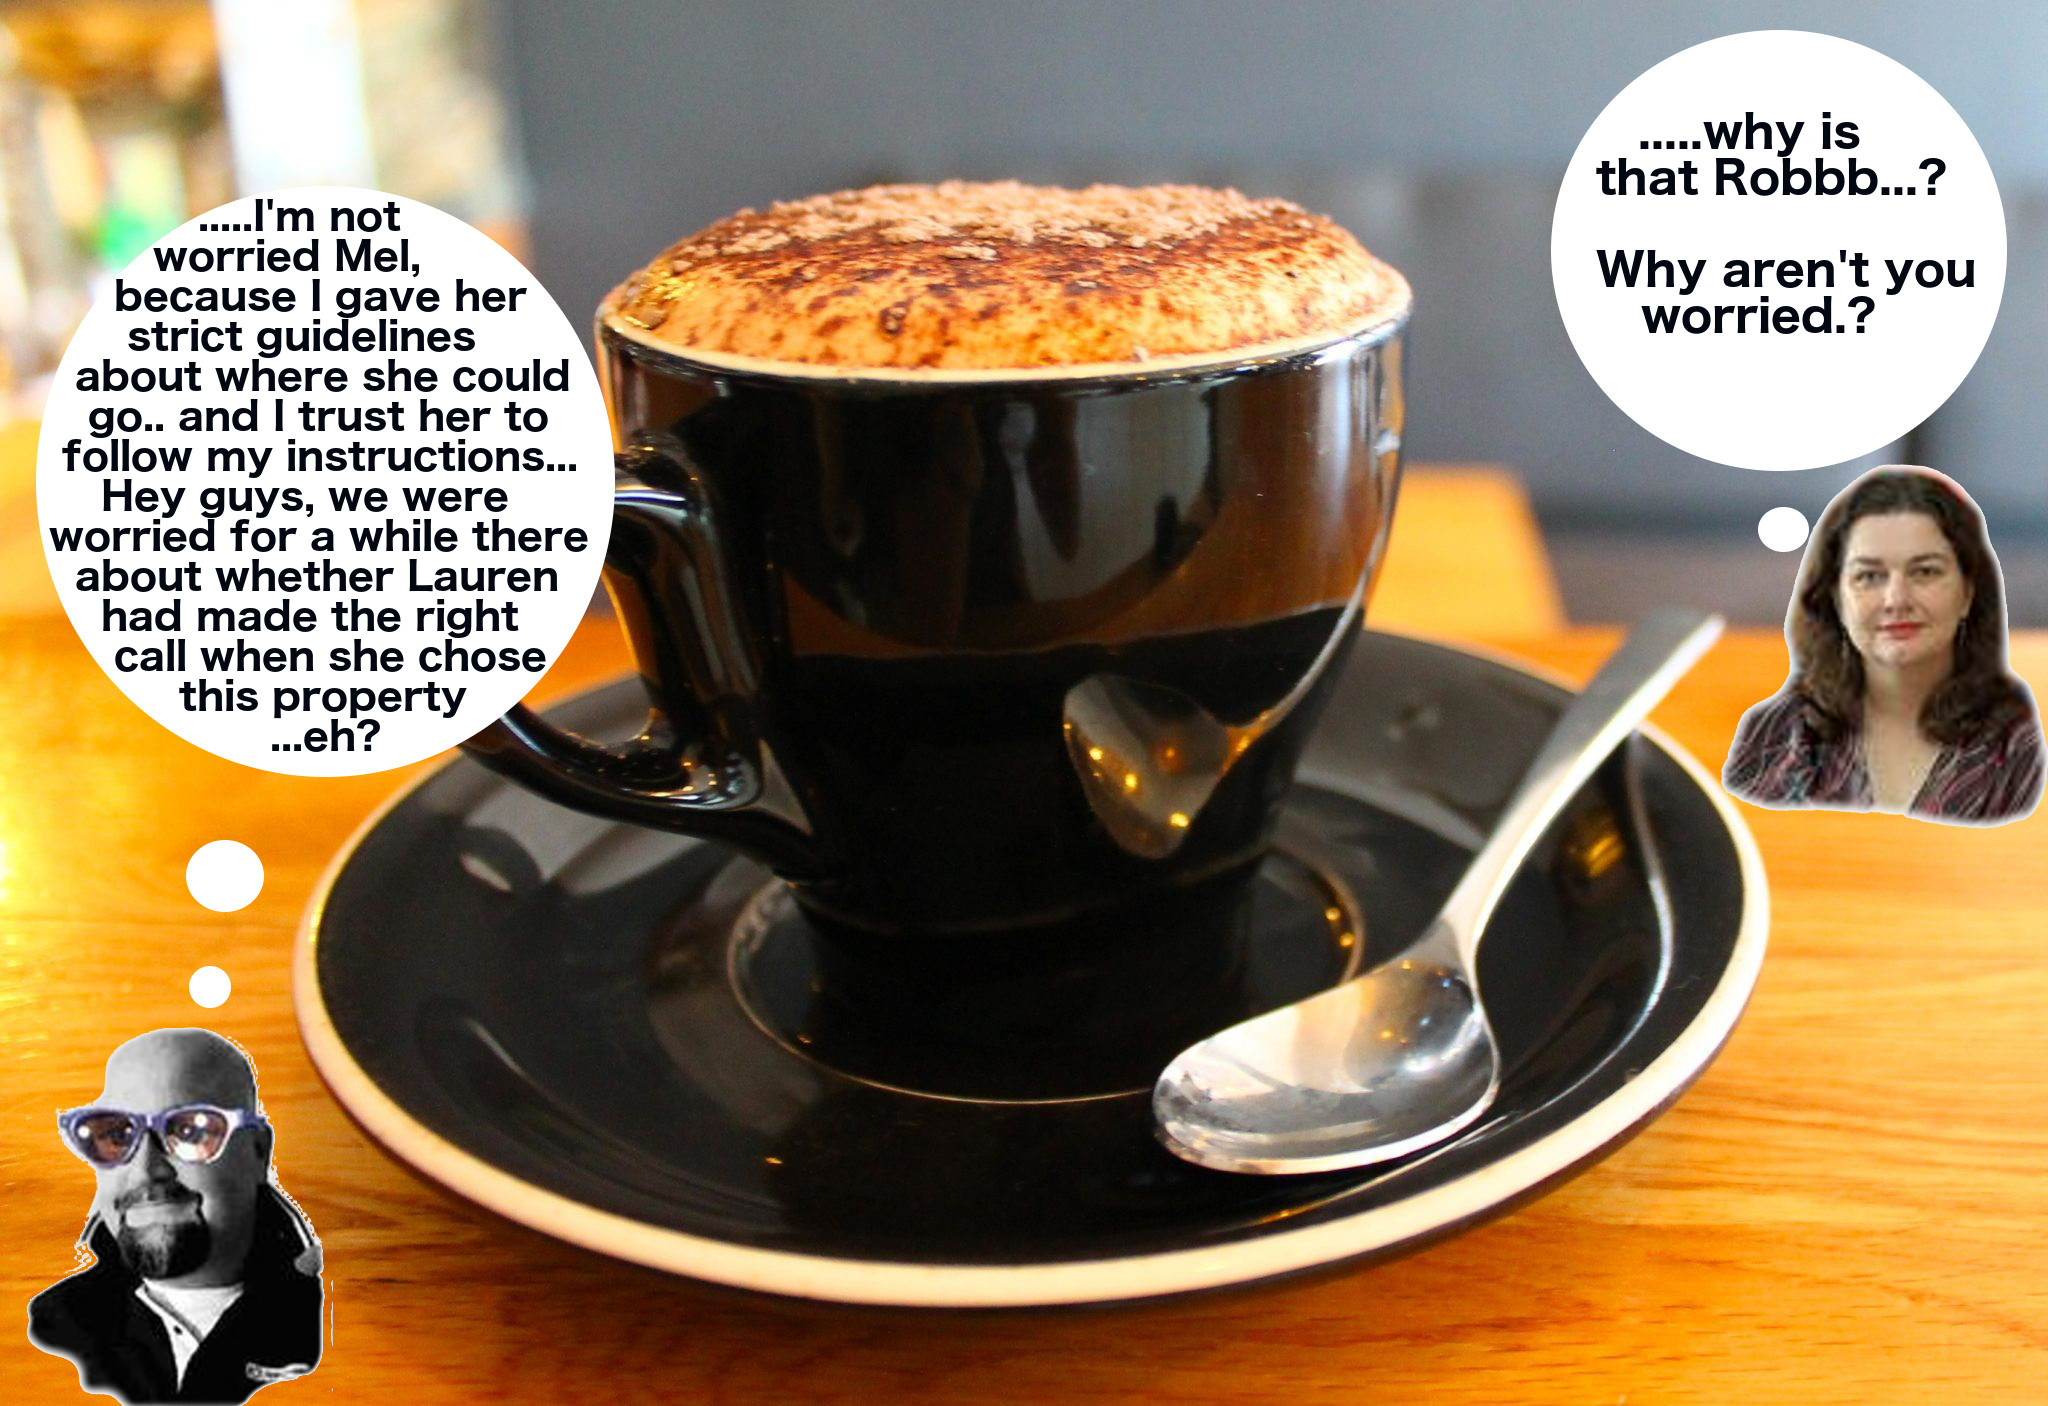 .....I'm not
worried Mel,
because I gave her
strict guidelines
about where she could
go.. and I trust her to
follow my instructions...
Hey guys, we were
worried for a while there
about whether Lauren
had made the right
call when she chose
this property
...eh?
.....why is
that Robbb...?
Why aren't you
worried.?